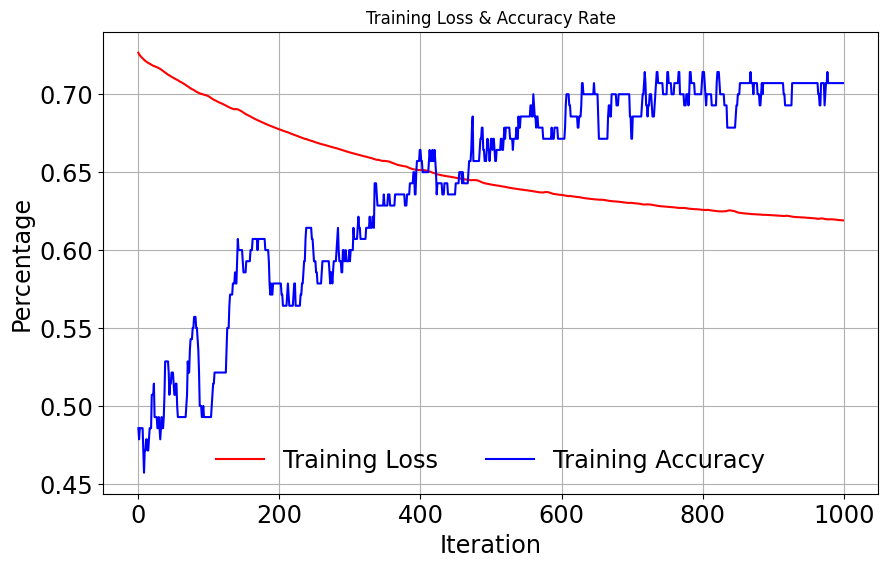 Training Loss & Accuracy Rate
Percentage
0.70
0.65
0.60
0.55
0.50
0.45
Training Loss
Training Accuracy
0 200 400 600 800 1000
Iteration